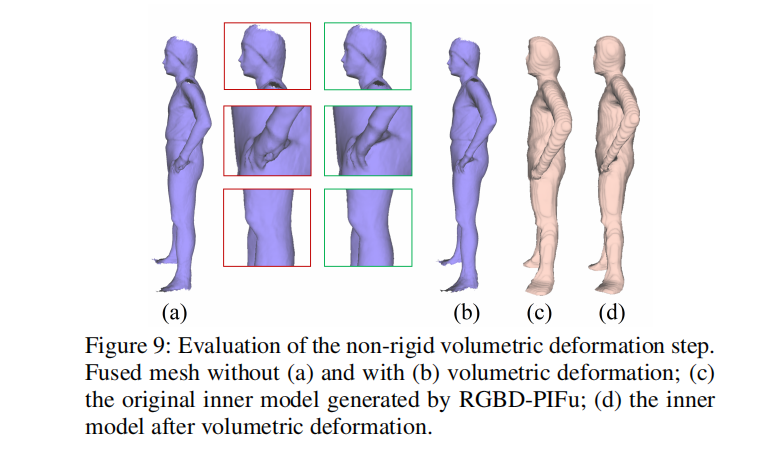 (a)
(b)
(c)
(d)
Figure 9: Evaluation of the non-rigid volumetric deformation step.
Fused mesh without (a) and with (b) volumetric deformation; (c)
the original inner model generated by RGBD-PIFu; (d) the inner
model after volumetric deformation.